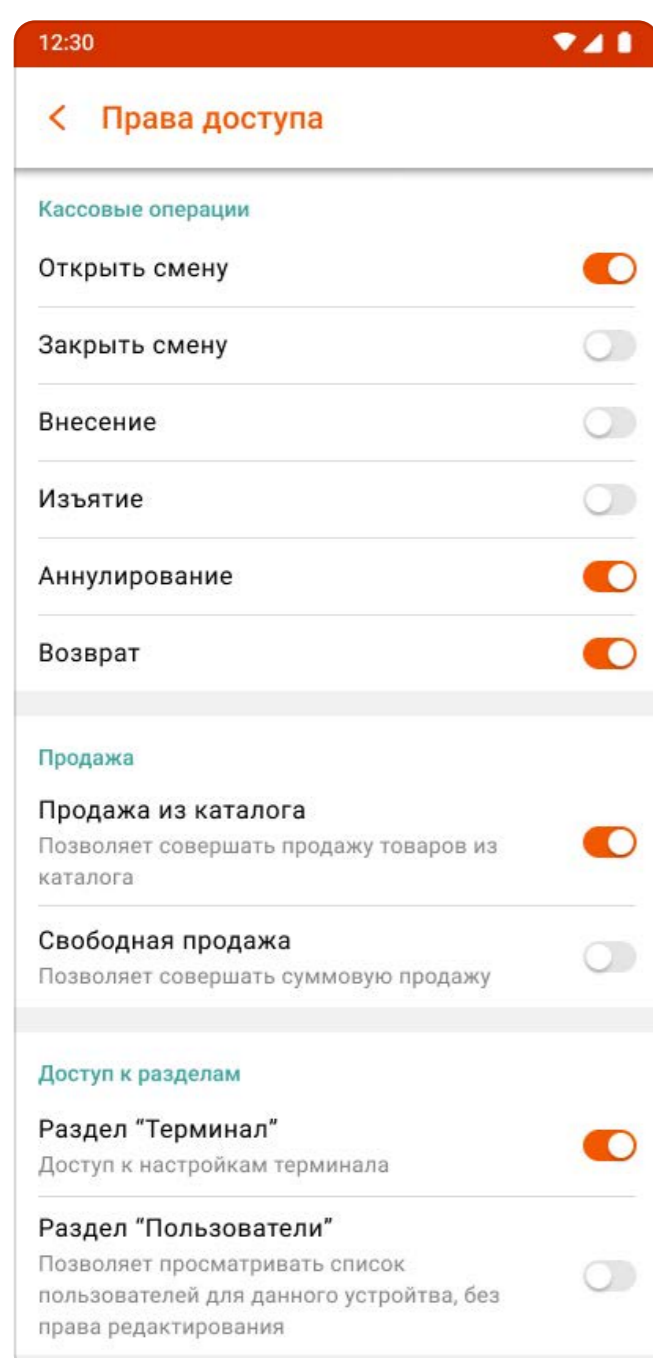 12:30
Права доступа
Кассовые операции
Открыть смену
Закрыть смену
Внесение
Изъятие
Аннулирование
Возврат
Продажа
Продажа из каталога
Позволяет совершать продажу товаров из
каталога
Свободная продажа
Позволяет совершать суммовую продажу
Доступ к разделам
Раздел “Терминал”
Доступ к настройкам терминала
Раздел “Пользователи”
Позволяет просматривать список
пользователей для данного устройтва, без
права редактирования